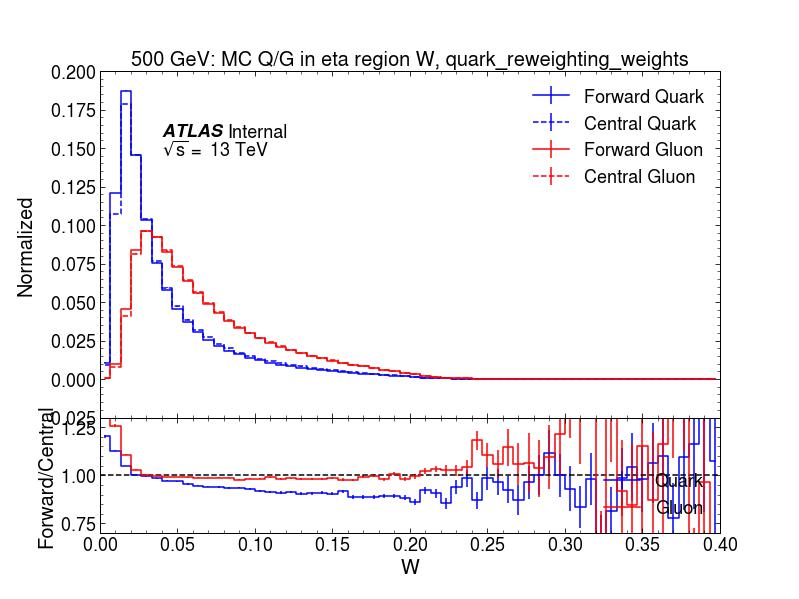 500 GeV: MC Q/G in eta region W, quark_reweighting_weights
0.200
0.175
0.150
0.125
0.100
0.075
0.050
0.025
0.000
0.025
Normalized
ATLAS Internal
√s = 13 TeV
Forward Quark
Central Quark
Forward Gluon
Central Gluon
1.25
1.00
0.75
Forward/Central
Quark
Gluon
0.00 0.05 0.10 0.15 0.20 0.25 0.30 0.35 0.40
W